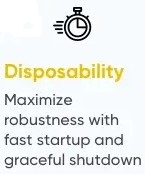 Disposability
Maximize
robustness with
fast startup and
graceful shutdown